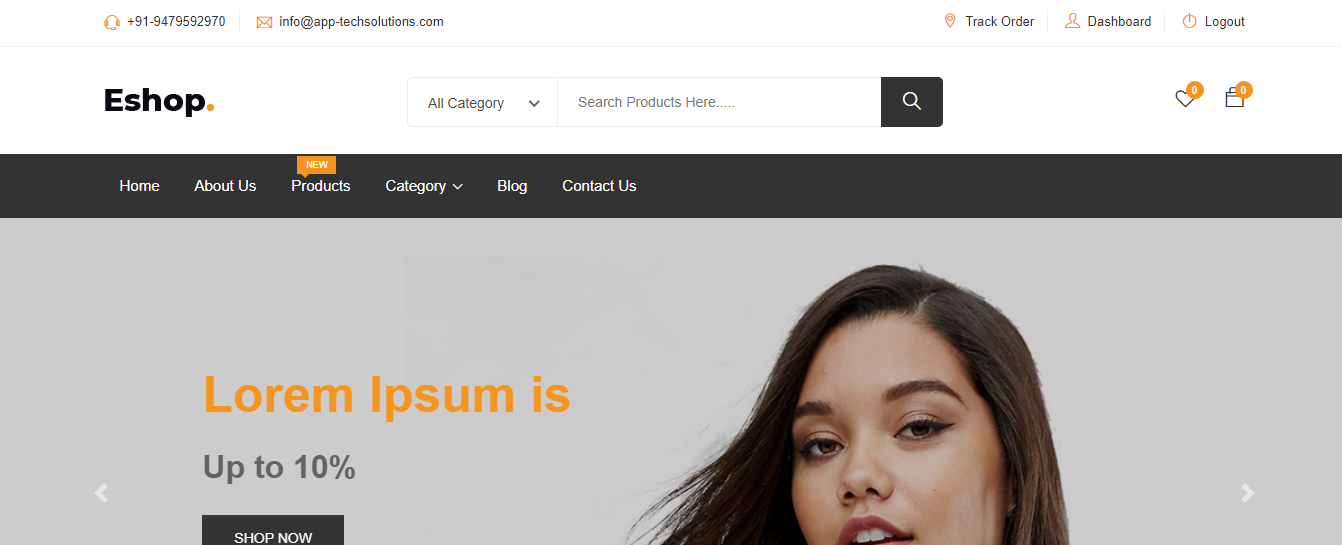 +91-9479592970 info@app-techsolutions.com Track Order Dashboard Logout
Eshop. All Category Search Products Here..... 0 0
NEW
Home About Us Products Category Blog Contact Us
Lorem Ipsum is
Up to 10%
SHOP NOW